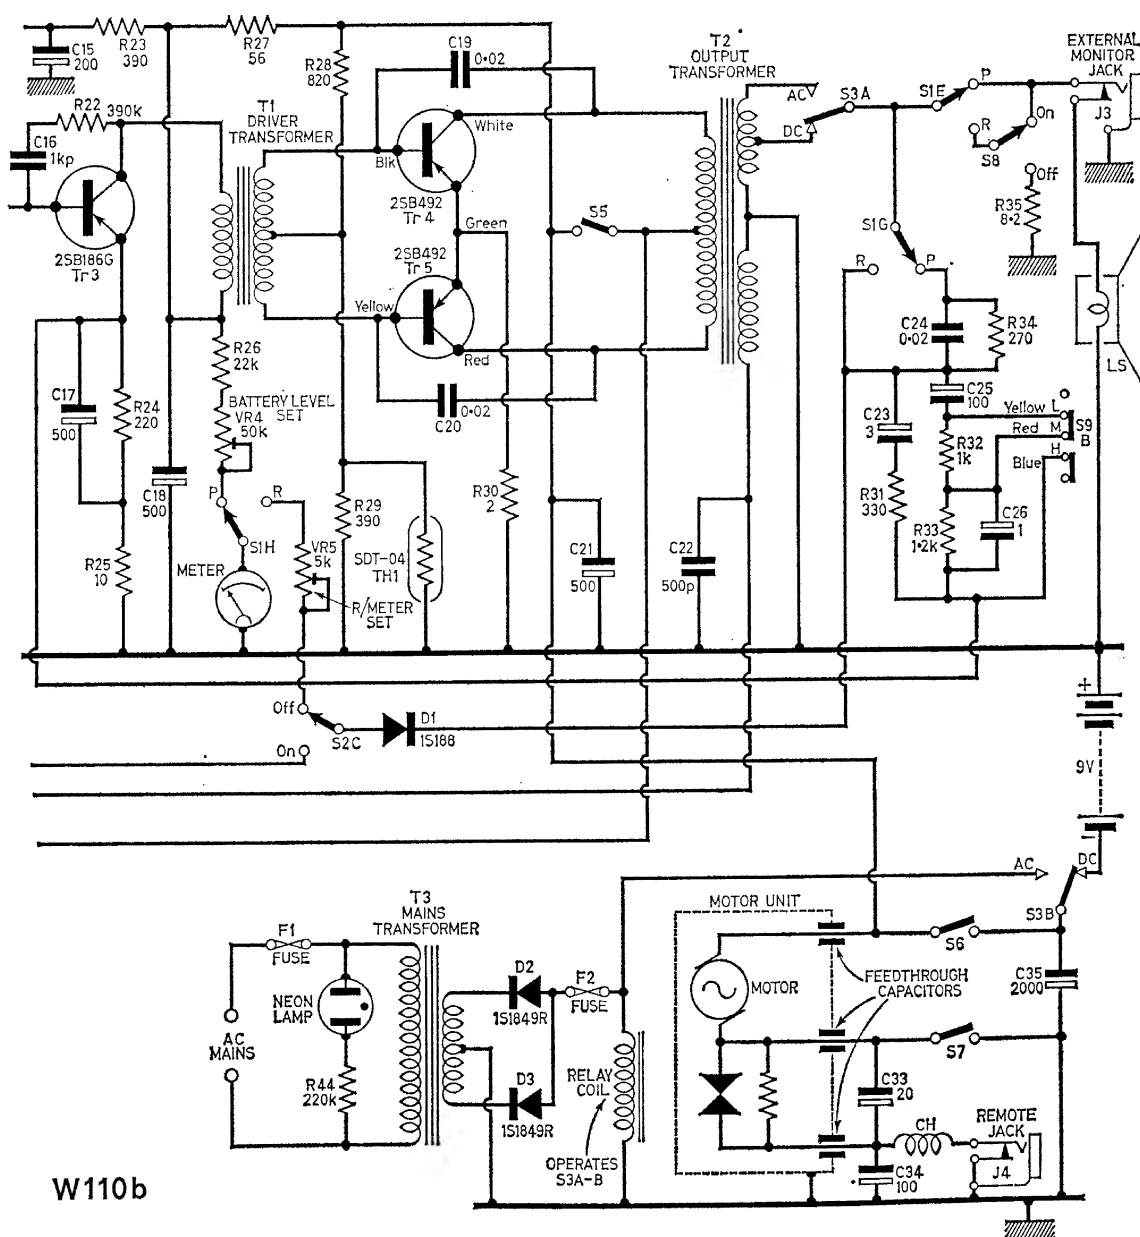 C15
200
R23
390
R27
56
R28
820
C19
0·02
T2
OUTPUT
TRANSFORMER
EXTERNAL
MONITOR
JACK
J3
AC
DC
S3A
S1E
P
R
S8
On
Off
R35
8·2
R22
390k
C16
1kp
T1
DRIVER
TRANSFORMER
White
Blk
2SB492
Tr 4
Green
2SB492
Tr 5
Yellow
Red
S5
2SB186G
Tr 3
S1G
R
P
C24
0·02
R34
270
LS
R26
22k
BATTERY LEVEL
SET
VR4
50k
C17
500
R24
220
C18
500
C20
0·02
C25
100
C23
3
Yellow
L
Red
M
Blue
H
S9
B
R32
1k
R31
330
R33
1·2k
C26
1
P
R
S1H
METER
VR5
5k
R/METER
SET
R29
390
SDT-04
TH1
R30
2
C21
500
C22
500p
R25
10
Off
On
S2C
D1
1S188
+
9V
−
AC
DC
S3B
T3
MAINS
TRANSFORMER
F1
FUSE
NEON
LAMP
AC
MAINS
R44
220k
D2
1S1849R
D3
1S1849R
F2
FUSE
RELAY
COIL
OPERATES
S3A-B
MOTOR UNIT
MOTOR
FEEDTHROUGH
CAPACITORS
S6
S7
C35
2000
C33
20
C34
100
CH
REMOTE
JACK
J4
W110b